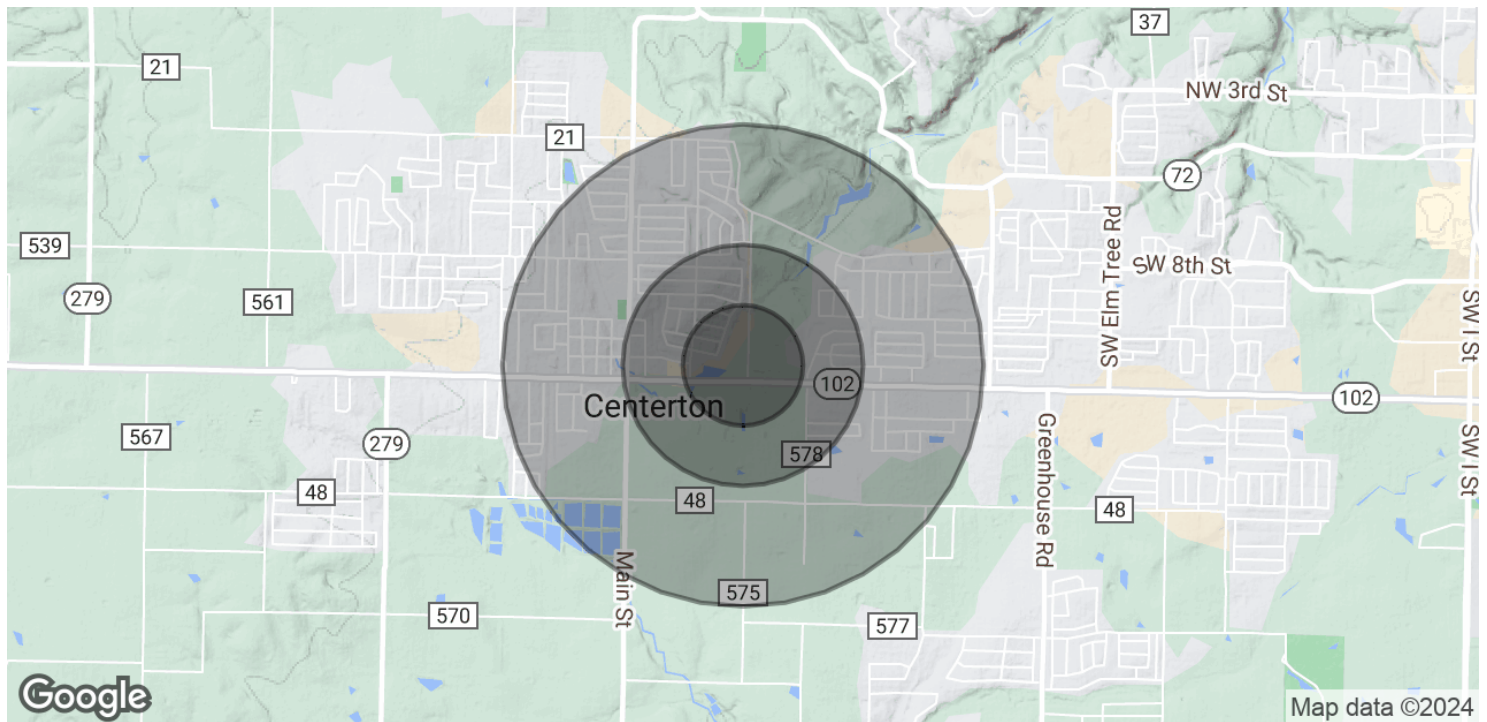 37
21
NW 3rd St
21
72
539
SW Elm Tree Rd
SW 8th St
279
561
SW I St
102
102
Centerton
567
279
Greenhouse Rd
578
SW I St
48
48
48
Main St
575
570
577
Google
Map data ©2024